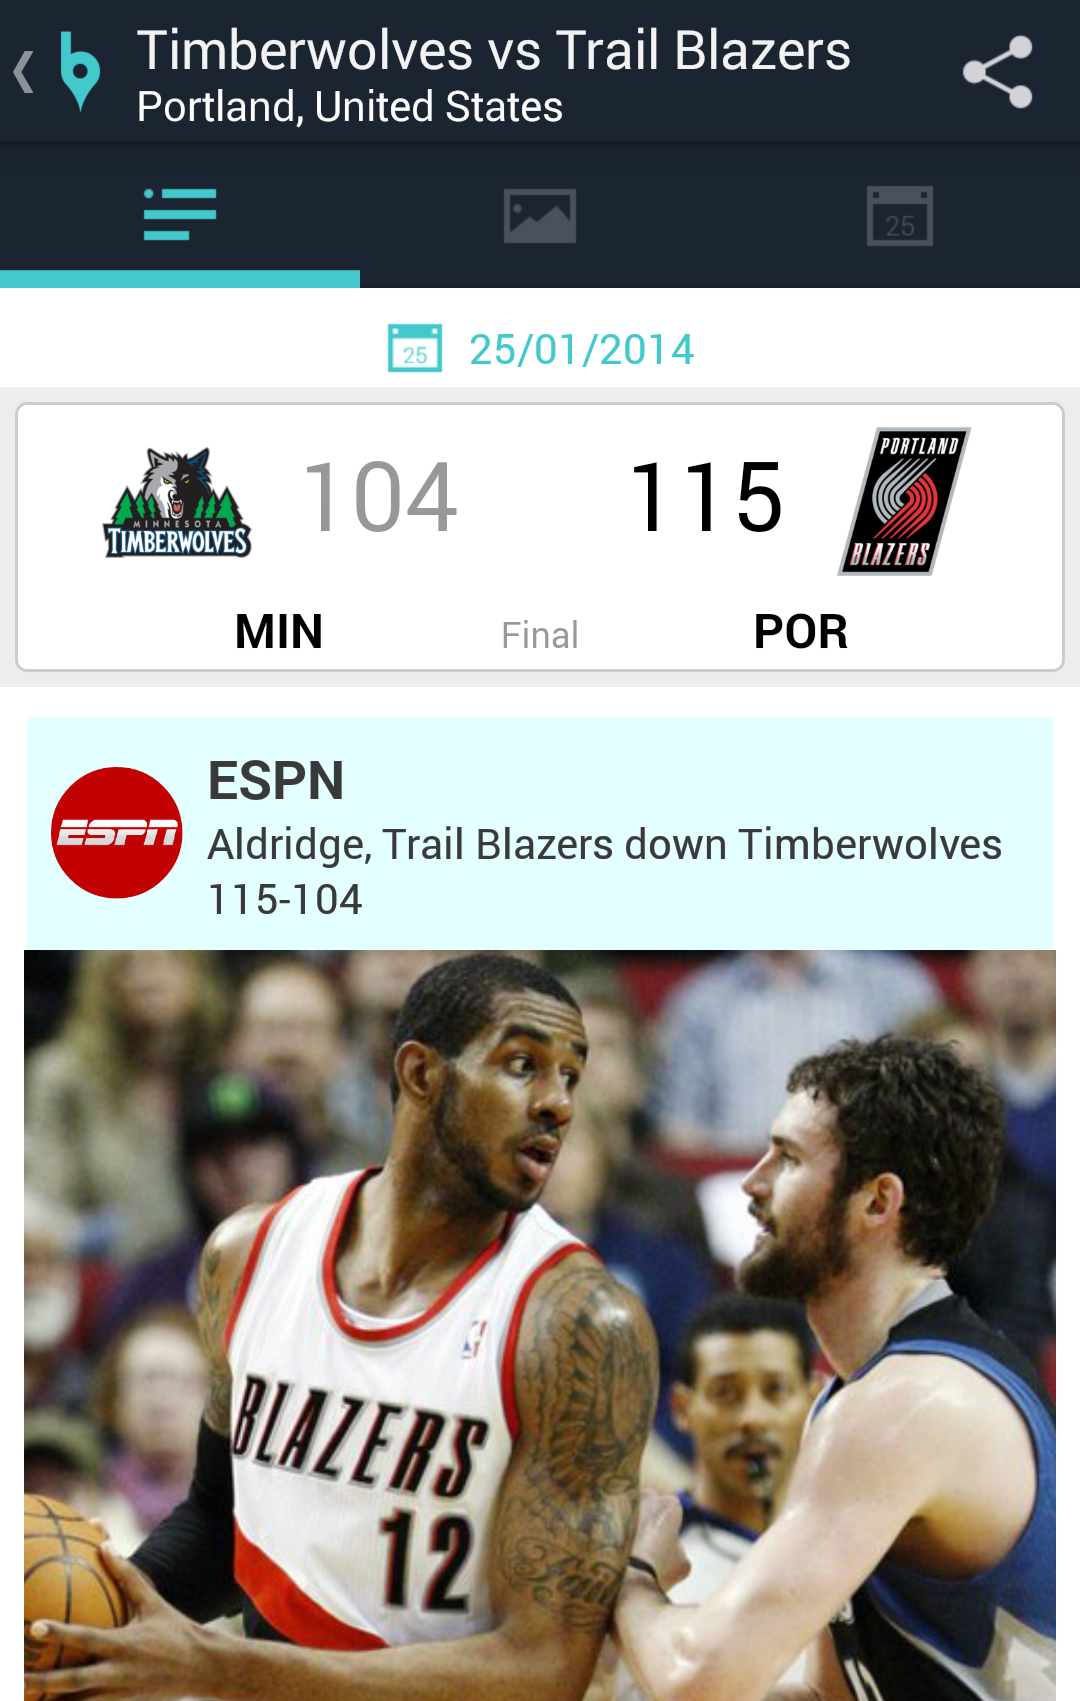 Timberwolves vs Trail Blazers
Portland, United States
25
25 25/01/2014
MINNESOTA
TIMBERWOLVES
104
115
PORTLAND
BLAZERS
MIN Final POR
ESPN
ESPN
Aldridge, Trail Blazers down Timberwolves
115-104
BLAZERS
12